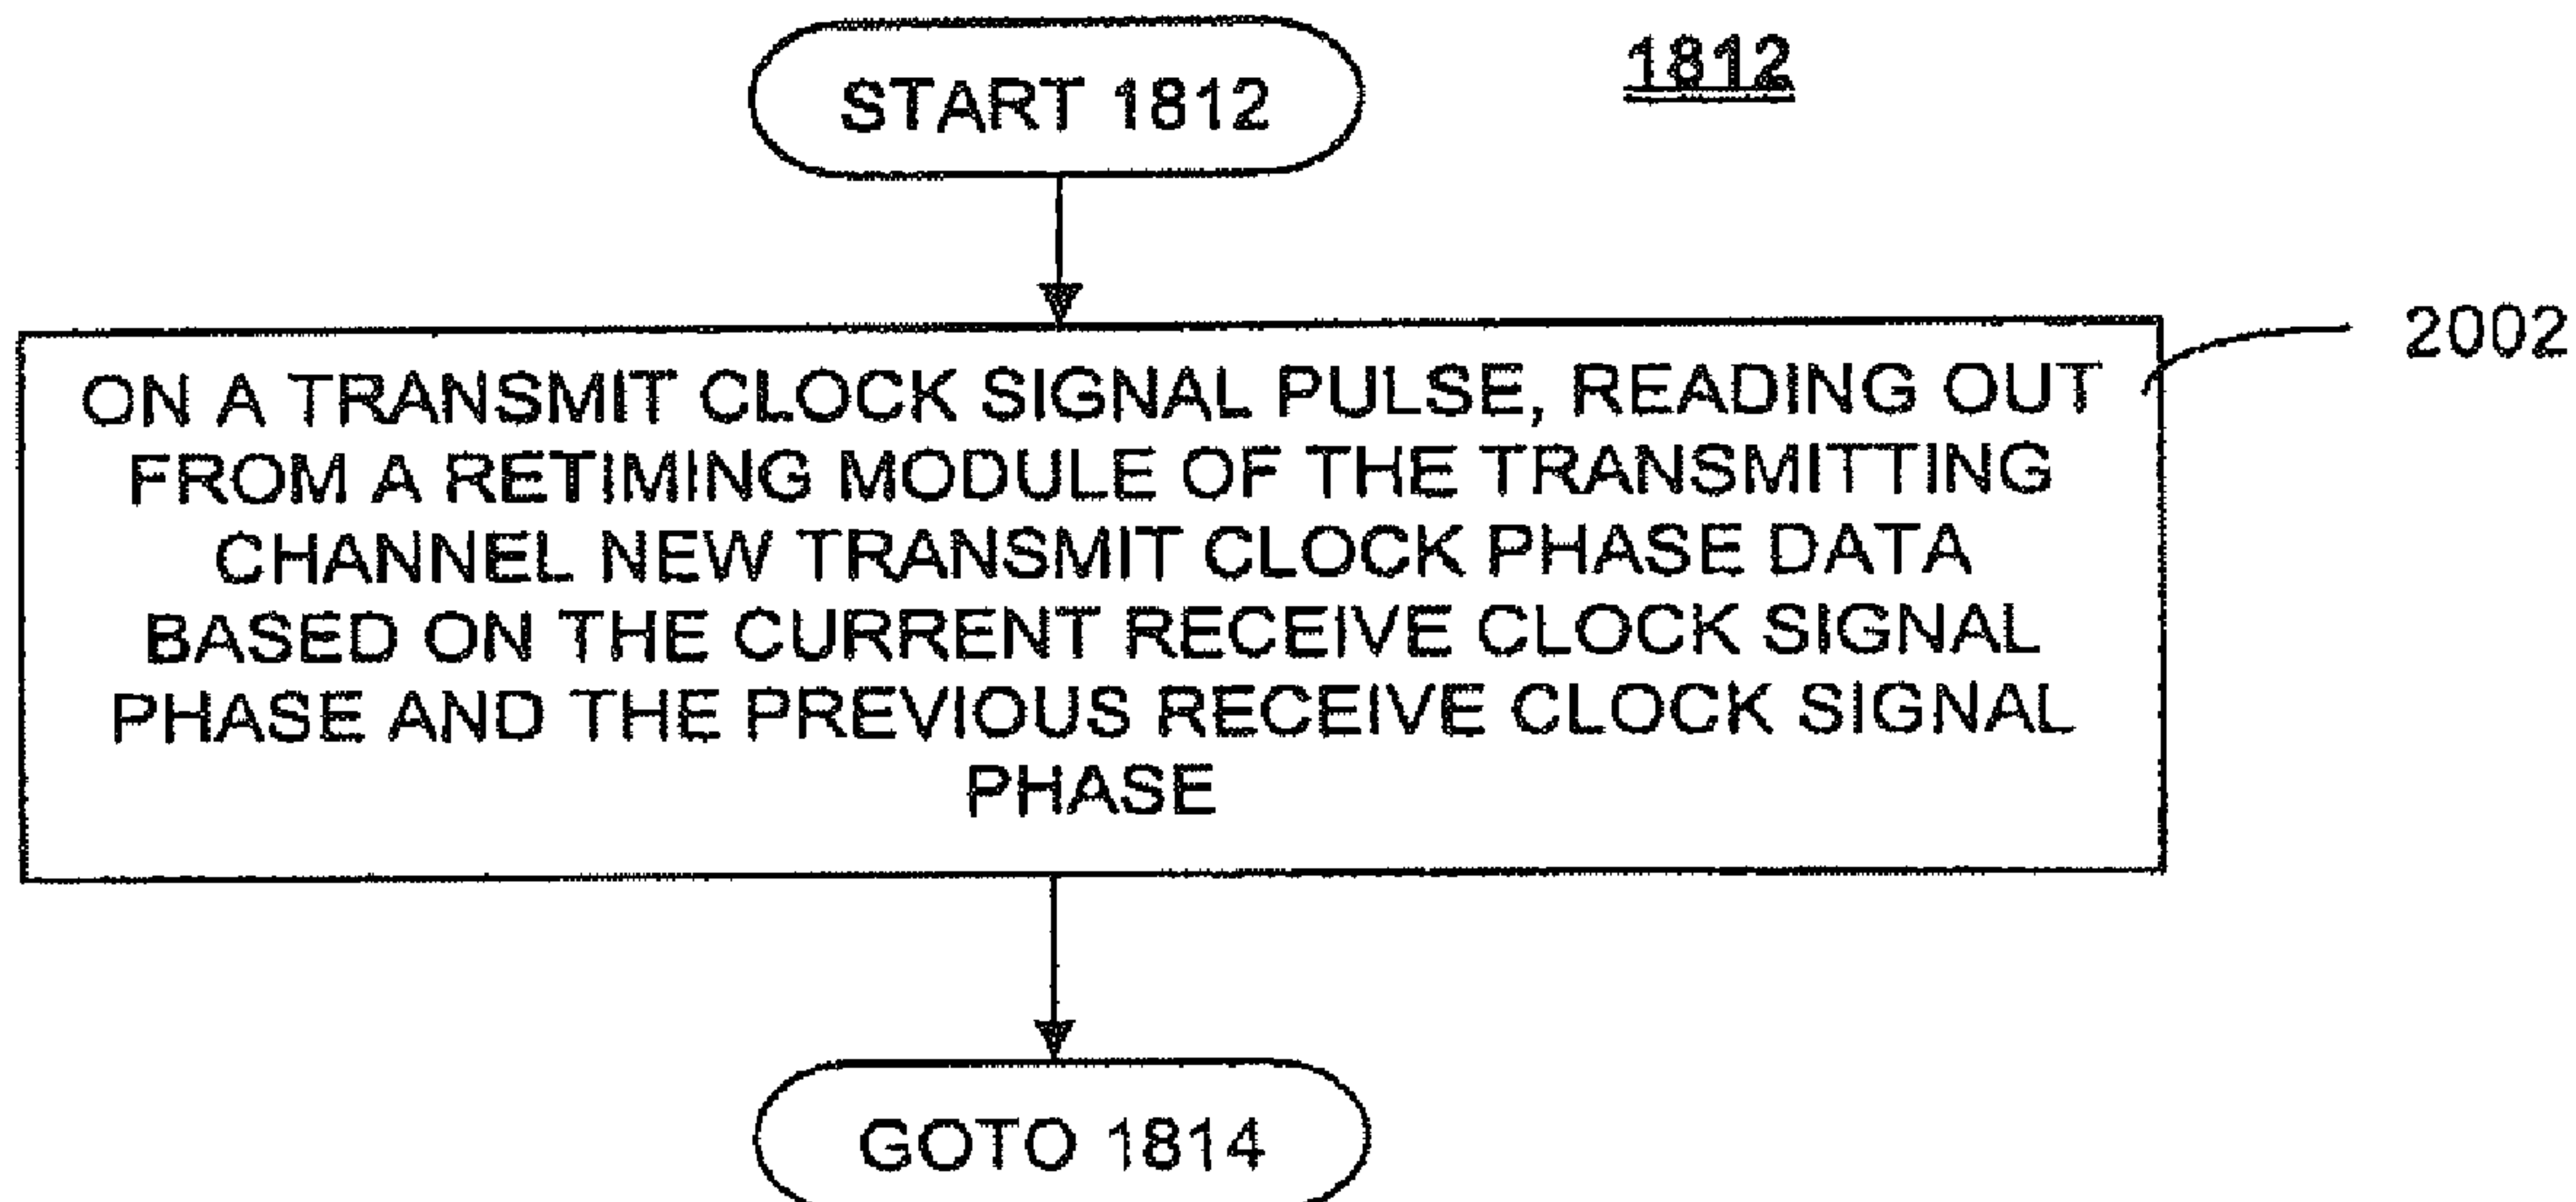 START 1812
1812
2002
ON A TRANSMIT CLOCK SIGNAL PULSE, READING OUT
FROM A RETIMING MODULE OF THE TRANSMITTING
CHANNEL NEW TRANSMIT CLOCK PHASE DATA
BASED ON THE CURRENT RECEIVE CLOCK SIGNAL
PHASE AND THE PREVIOUS RECEIVE CLOCK SIGNAL
PHASE
GOTO 1814